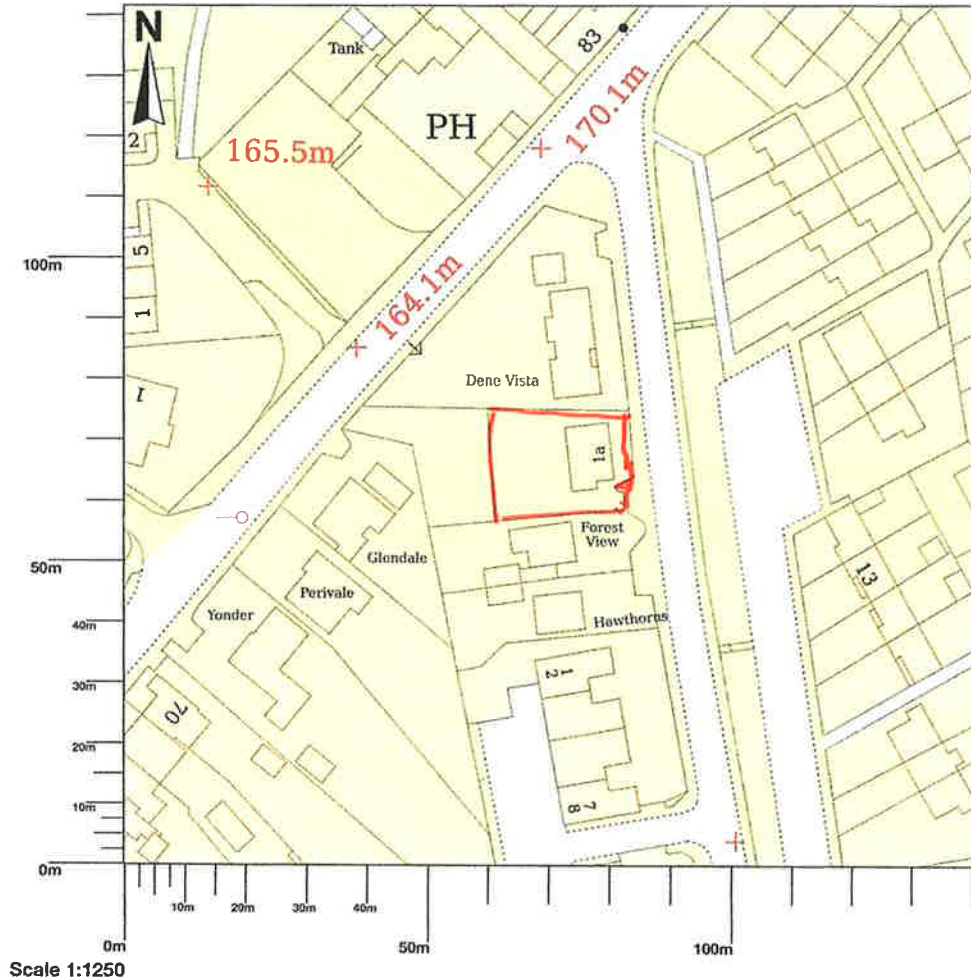 N
Tank
83
PH
170.1m
2
165.5m
5
1
164.1m
100m
Dene Vista
1
1a
Forest
View
Glondale
50m
13
Perivale
Hawthorns
Yonder
40m
1
2
30m
70
20m
10m
7
8
0m
10m
20m
30m
40m
0m
50m
100m
Scale 1:1250